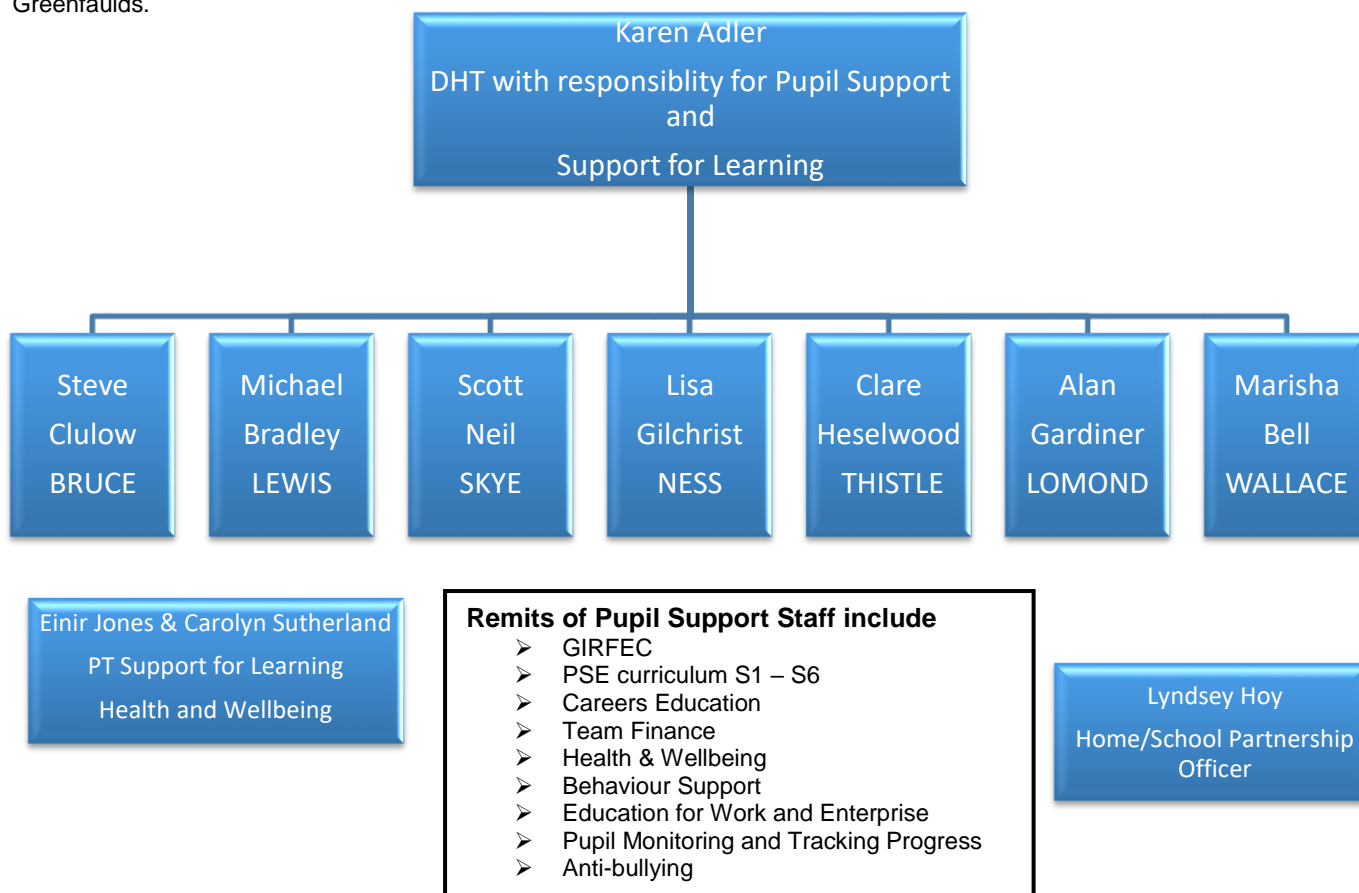 Greenfaulds.
Karen Adler
DHT with responsiblity for Pupil Support
and
Support for Learning
Steve
Clulow
BRUCE
Michael
Bradley
LEWIS
Scott
Neil
SKYE
Lisa
Gilchrist
NESS
Clare
Heselwood
THISTLE
Alan
Gardiner
LOMOND
Marisha
Bell
WALLACE
Einir Jones & Carolyn Sutherland
PT Support for Learning
Health and Wellbeing
Remits of Pupil Support Staff include
➢ GIRFEC
➢ PSE curriculum S1 – S6
➢ Careers Education
➢ Team Finance
➢ Health & Wellbeing
➢ Behaviour Support
➢ Education for Work and Enterprise
➢ Pupil Monitoring and Tracking Progress
➢ Anti-bullying
Lyndsey Hoy
Home/School Partnership
Officer